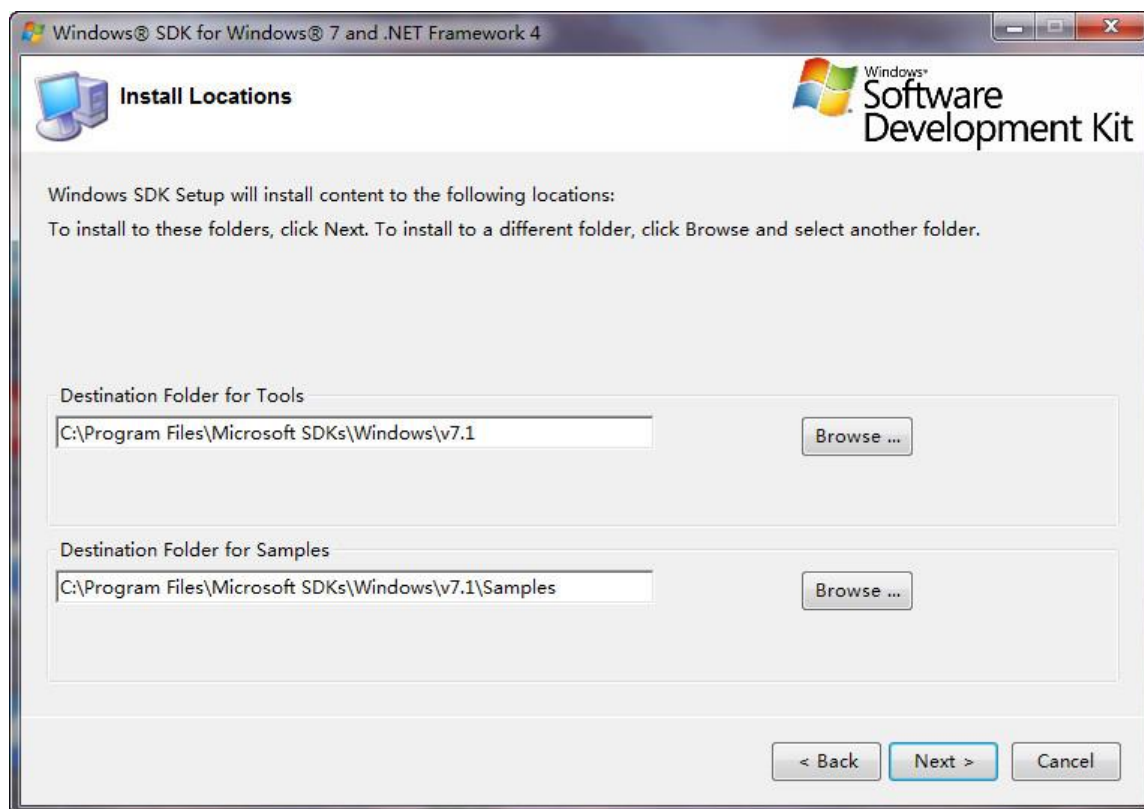 Windows® SDK for Windows® 7 and .NET Framework 4
Install Locations
Windows®
Software
Development Kit
Windows SDK Setup will install content to the following locations:
To install to these folders, click Next. To install to a different folder, click Browse and select another folder.
Destination Folder for Tools
C:\Program Files\Microsoft SDKs\Windows\v7.1
Browse ...
Destination Folder for Samples
C:\Program Files\Microsoft SDKs\Windows\v7.1\Samples
Browse ...
< Back
Next >
Cancel